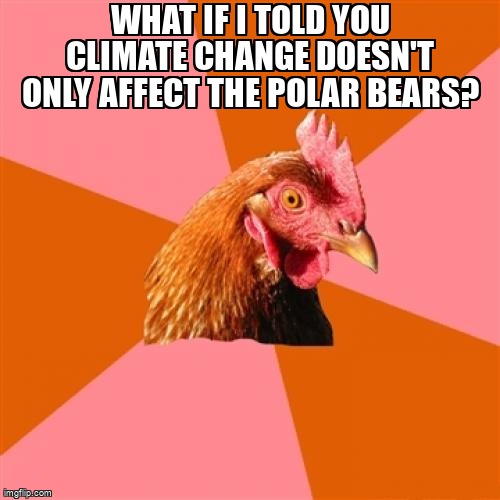 WHAT IF I TOLD YOU
CLIMATE CHANGE DOESN'T
ONLY AFFECT THE POLAR BEARS?
imgflip.com